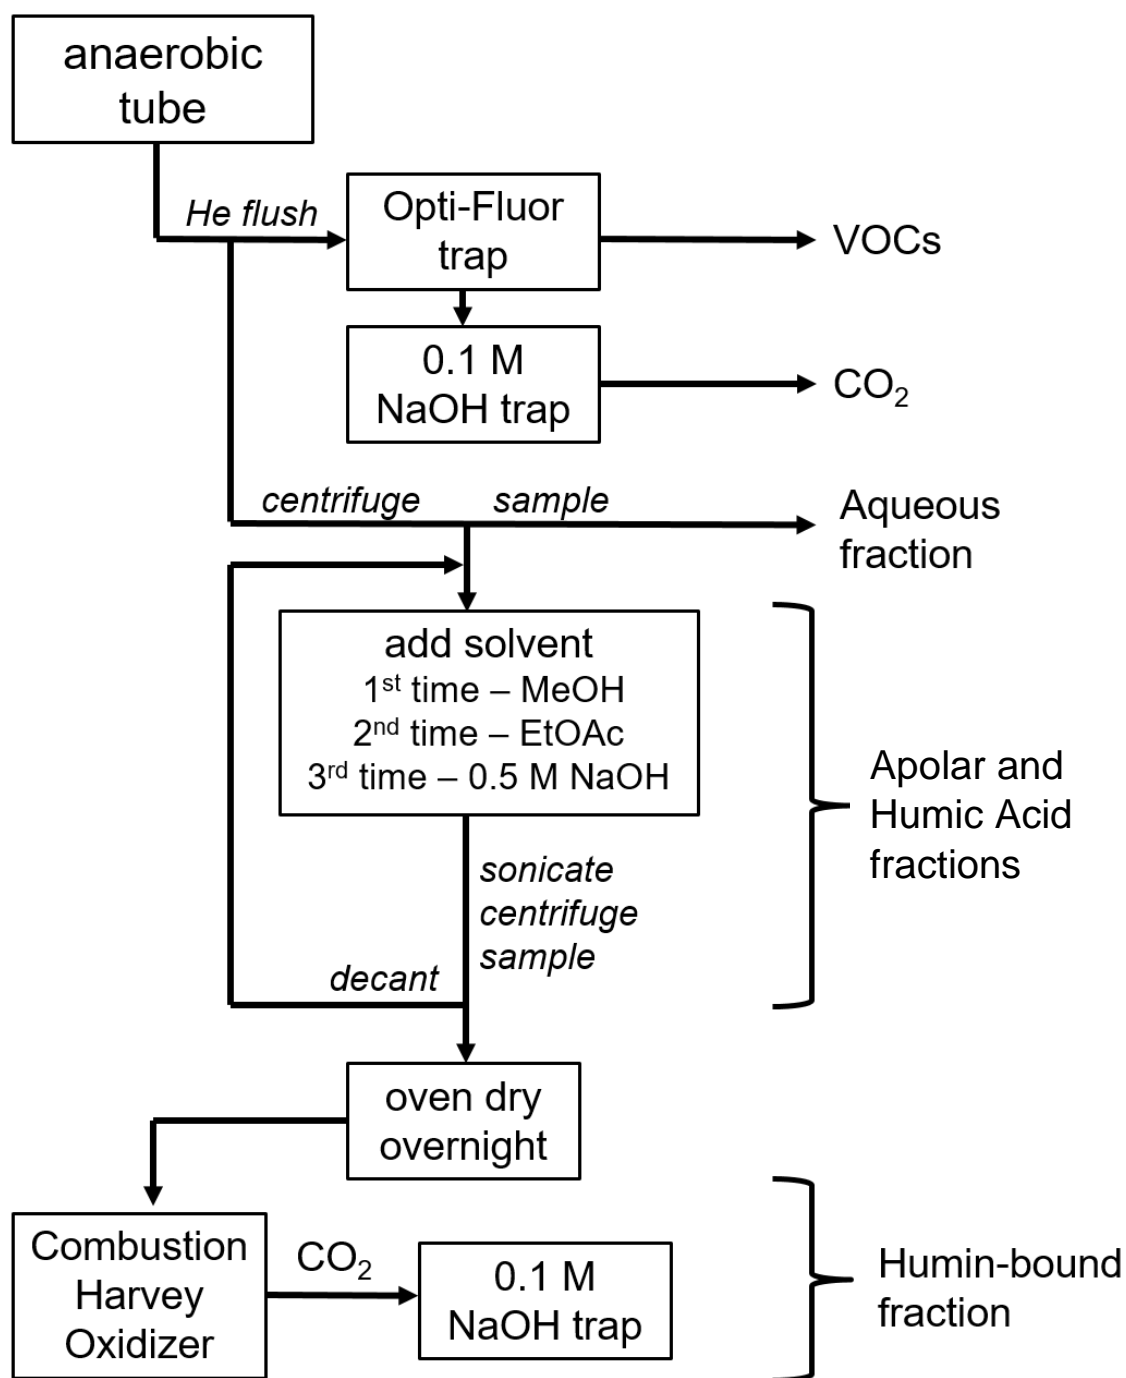 anaerobic
tube
He flush
Opti-Fluor
trap
VOCs
0.1 M
NaOH trap
CO₂
centrifuge
sample
Aqueous
fraction
add solvent
1ˢᵗ time – MeOH
2ⁿᵈ time – EtOAc
3ʳᵈ time – 0.5 M NaOH
Apolar and
Humic Acid
fractions
sonicate
centrifuge
sample
decant
oven dry
overnight
Combustion
Harvey
Oxidizer
CO₂
0.1 M
NaOH trap
Humin-bound
fraction